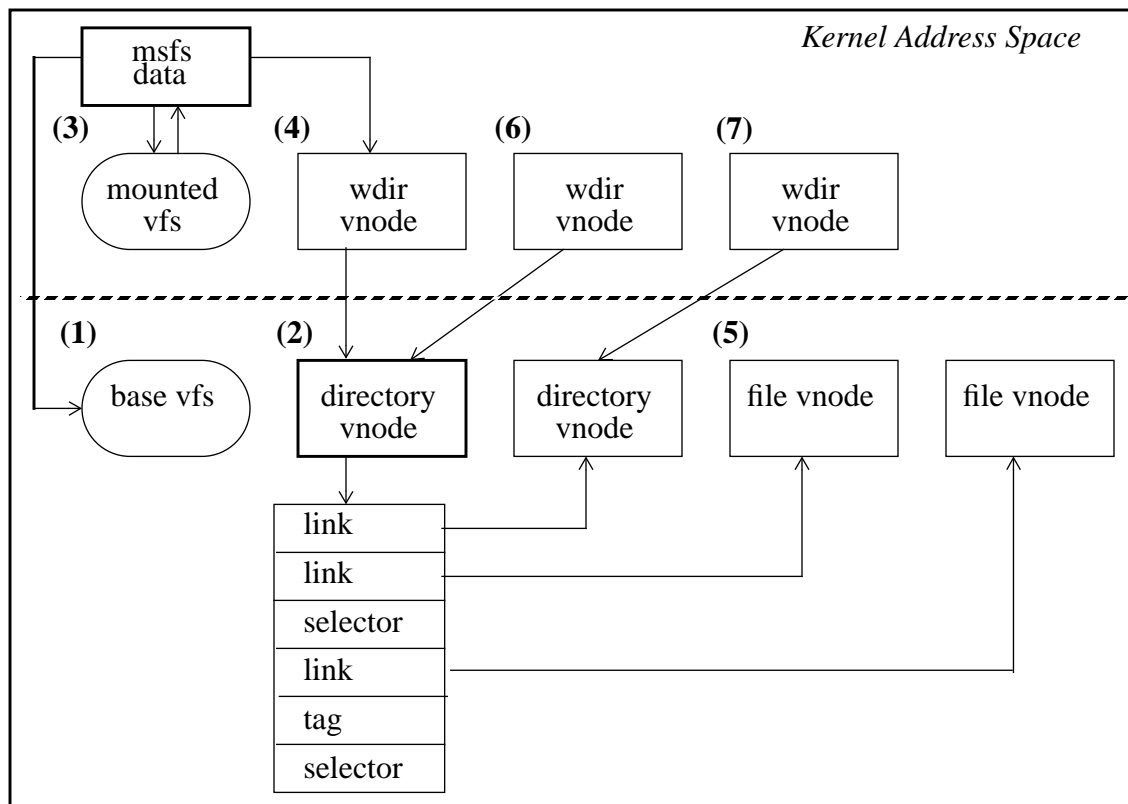 Kernel Address Space
msfs
data
(3)
(4)
(6)
(7)
mounted
vfs
wdir
vnode
wdir
vnode
wdir
vnode
(1)
(2)
(5)
base vfs
directory
vnode
directory
vnode
file vnode
file vnode
link
link
selector
link
tag
selector